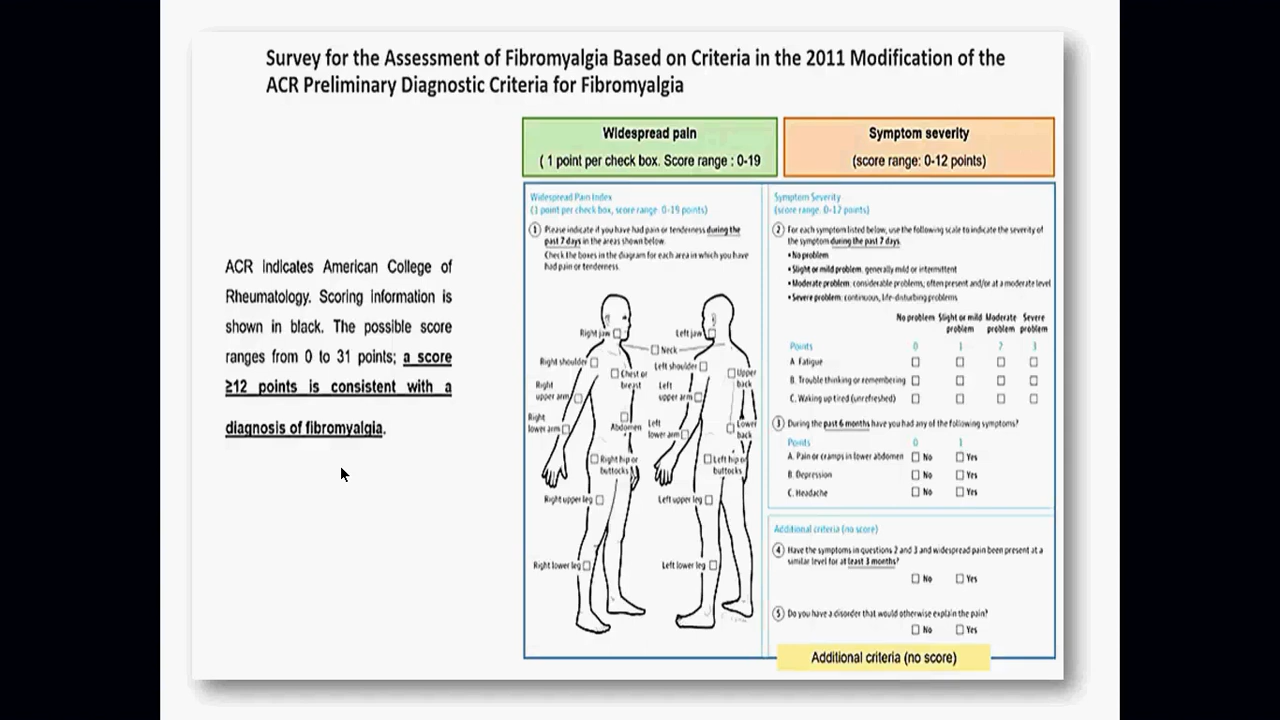 Survey for the Assessment of Fibromyalgia Based on Criteria in the 2011 Modification of the
ACR Preliminary Diagnostic Criteria for Fibromyalgia
ACR indicates American College of
Rheumatology. Scoring information is
shown in black. The possible score
ranges from 0 to 31 points; a score
≥12 points is consistent with a
diagnosis of fibromyalgia.
Widespread pain
( 1 point per check box. Score range : 0-19
Symptom severity
(score range: 0-12 points)
Widespread Pain Index
(1 point per check box, score range 0-19 points)
1 Please indicate if you have had pain or tenderness during the
past 7 days in the areas shown below.
Check the boxes in the diagram for each area in which you have
had pain or tenderness.
Right jaw
Left jaw
Neck
Right shoulder
Left shoulder
Chest or
breast
Upper
back
Right
upper arm
Left
upper arm
Right
lower arm
Abdomen
Left
lower arm
Lower
back
Right hip or
buttocks
Left hip or
buttocks
Right upper leg
Left upper leg
Right lower leg
Left lower leg
Symptom Severity
(score range 0-12 points)
2 For each symptom listed below, use the following scale to indicate the severity of
the symptom during the past 7 days.
• No problem
• Slight or mild problem: generally mild or intermittent
• Moderate problem: considerable problems; often present and/or at a moderate level
• Severe problem: continuous, life-disturbing problems
No problem Slight or mild problem Moderate problem Severe problem
Points 0 1 2 3
A. Fatigue
B. Trouble thinking or remembering
C. Waking up tired (unrefreshed)
3 During the past 6 months have you had any of the following symptoms?
Points 0 1
A. Pain or cramps in lower abdomen No Yes
B. Depression No Yes
C. Headache No Yes
Additional criteria (no score)
4 Have the symptoms in questions 2 and 3 and widespread pain been present at a
similar level for at least 3 months?
No Yes
5 Do you have a disorder that would otherwise explain the pain?
No Yes
Additional criteria (no score)